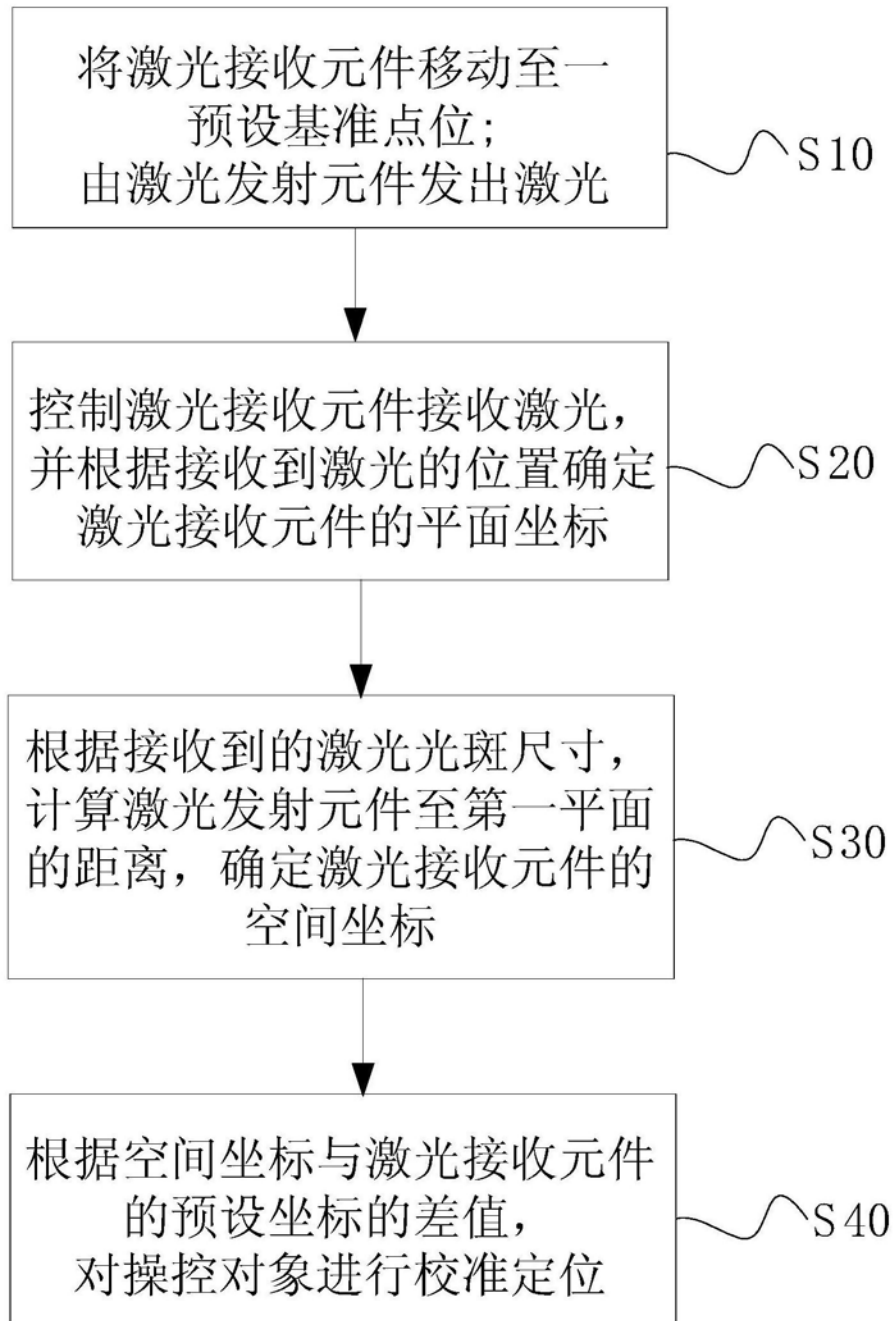 将激光接收元件移动至一
预设基准点位;
由激光发射元件发出激光
S10
控制激光接收元件接收激光，
并根据接收到激光的位置确定
激光接收元件的平面坐标
S20
根据接收到的激光光斑尺寸，
计算激光发射元件至第一平面
的距离，确定激光接收元件的
空间坐标
S30
根据空间坐标与激光接收元件
的预设坐标的差值，
对操控对象进行校准定位
S40